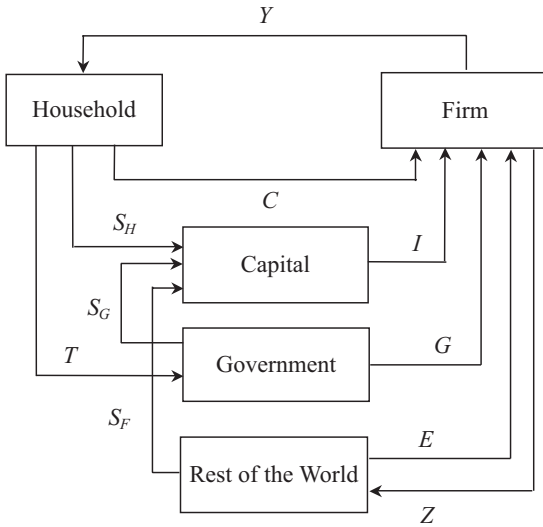 Y
Household
Firm
C
S_H
Capital
I
S_G
Government
G
T
S_F
Rest of the World
E
Z